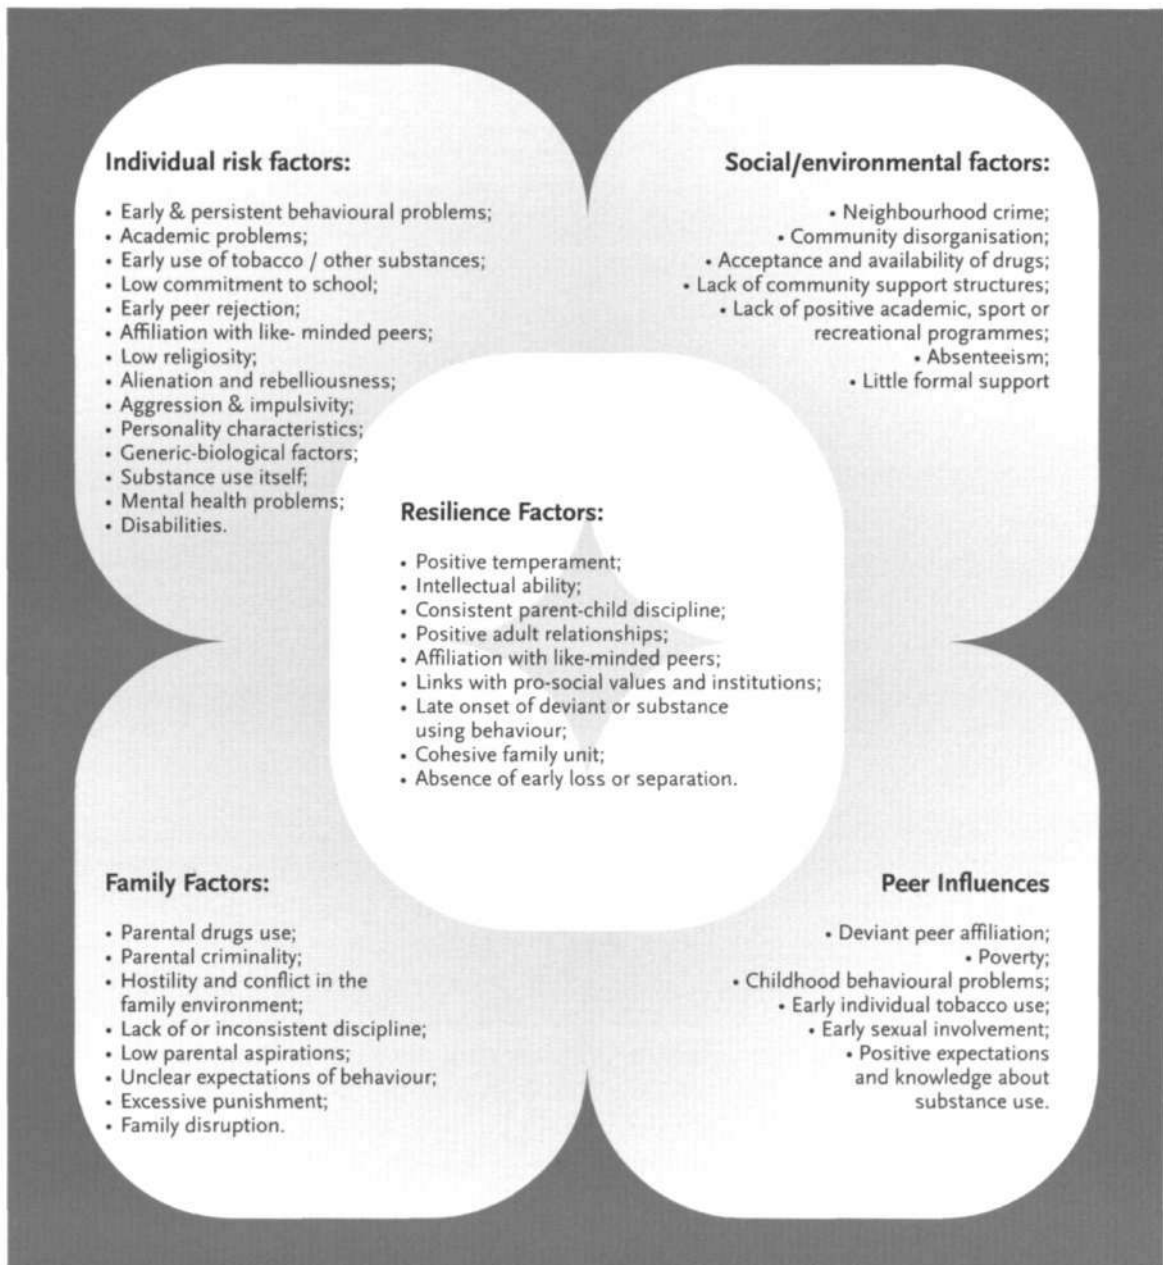 Individual risk factors:
• Early & persistent behavioural problems;
• Academic problems;
• Early use of tobacco / other substances;
• Low commitment to school;
• Early peer rejection;
• Affiliation with like- minded peers;
• Low religiosity;
• Alienation and rebelliousness;
• Aggression & impulsivity;
• Personality characteristics;
• Generic-biological factors;
• Substance use itself;
• Mental health problems;
• Disabilities.
Social/environmental factors:
• Neighbourhood crime;
• Community disorganisation;
• Acceptance and availability of drugs;
• Lack of community support structures;
• Lack of positive academic, sport or
recreational programmes;
• Absenteeism;
• Little formal support
Resilience Factors:
• Positive temperament;
• Intellectual ability;
• Consistent parent-child discipline;
• Positive adult relationships;
• Affiliation with like-minded peers;
• Links with pro-social values and institutions;
• Late onset of deviant or substance
using behaviour;
• Cohesive family unit;
• Absence of early loss or separation.
Family Factors:
• Parental drugs use;
• Parental criminality;
• Hostility and conflict in the
family environment;
• Lack of or inconsistent discipline;
• Low parental aspirations;
• Unclear expectations of behaviour;
• Excessive punishment;
• Family disruption.
Peer Influences
• Deviant peer affiliation;
• Poverty;
• Childhood behavioural problems;
• Early individual tobacco use;
• Early sexual involvement;
• Positive expectations
and knowledge about
substance use.